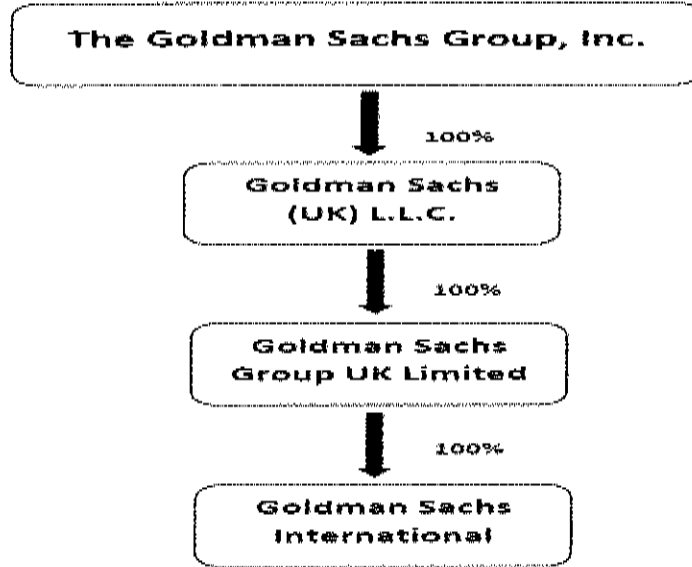 The Goldman Sachs Group, Inc.
100%
Goldman Sachs
(UK) L.L.C.
100%
Goldman Sachs
Group UK Limited
100%
Goldman Sachs
International